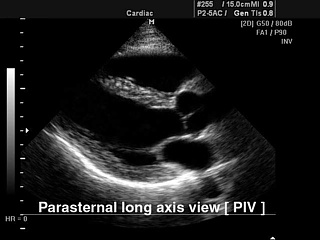 #255 / 15.0cm MI 0.9
Cardiac P2-5AC / Gen TIs 0.8
[2D] G50 / 80dB
FA1 / P90
INV
M
Parasternal long axis view [ PIV ]
HR = 0